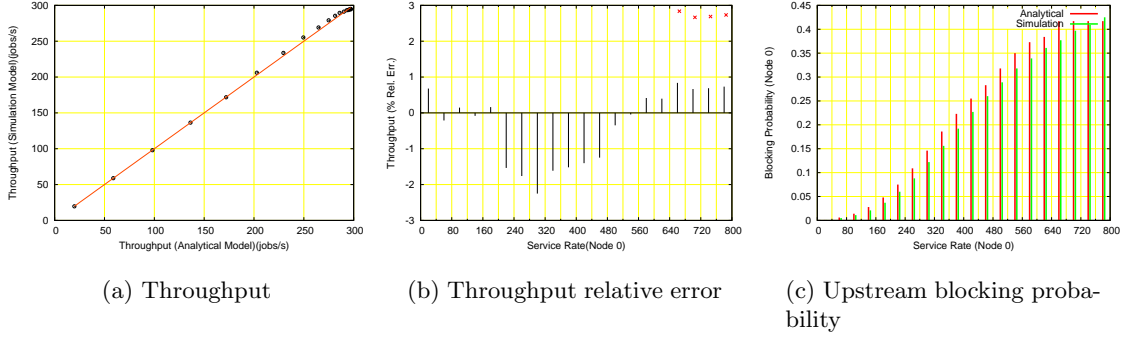 Throughput (Simulation Model)(jobs/s)
300
250
200
150
100
50
0
0 50 100 150 200 250 300
Throughput (Analytical Model)(jobs/s)
(a) Throughput
Throughput (% Rel. Err.)
3
2
1
0
-1
-2
-3
0 80 160 240 320 400 480 560 640 720 800
Service Rate(Node 0)
(b) Throughput relative error
Blocking Probability (Node 0)
0.45
0.4
0.35
0.3
0.25
0.2
0.15
0.1
0.05
0
Analytical
Simulation
0 80 160 240 320 400 480 560 640 720 800
Service Rate (Node 0)
(c) Upstream blocking proba-
bility